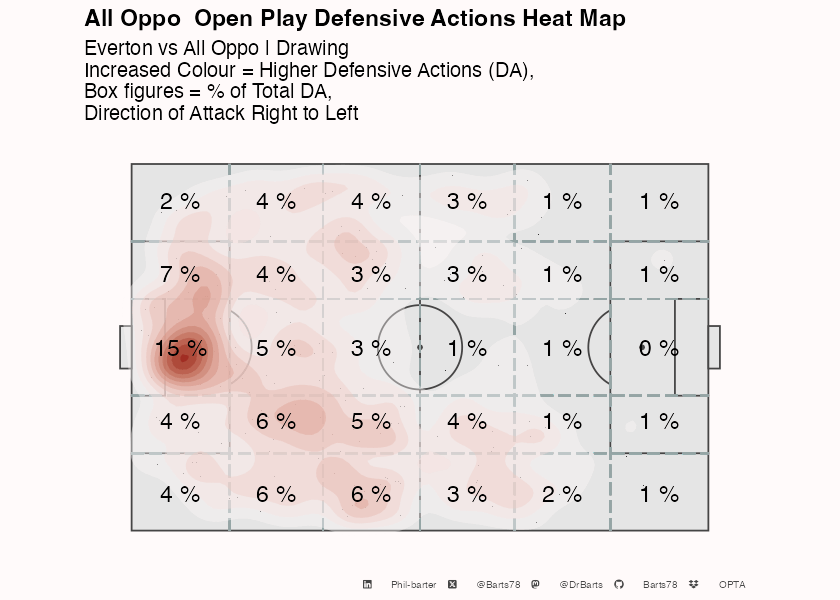 All Oppo  Open Play Defensive Actions Heat Map
Everton vs All Oppo | Drawing
Increased Colour = Higher Defensive Actions (DA),
Box figures = % of Total DA,
Direction of Attack Right to Left
2 % 4 % 4 % 3 % 1 % 1 %
7 % 4 % 3 % 3 % 1 % 1 %
15 % 5 % 3 % 1 % 1 % 0 %
4 % 6 % 5 % 4 % 1 % 1 %
4 % 6 % 6 % 3 % 2 % 1 %
Phil-barter @Barts78 @DrBarts Barts78 OPTA